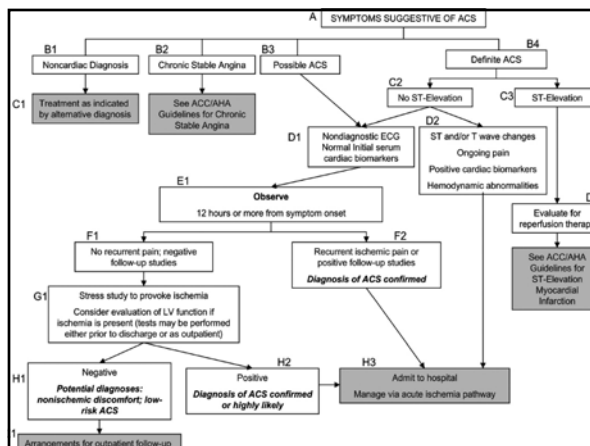 A
SYMPTOMS SUGGESTIVE OF ACS
B1
B2
B3
B4
Noncardiac Diagnosis
Chronic Stable Angina
Possible ACS
Definite ACS
C1
Treatment as indicated
by alternative diagnosis
See ACC/AHA
Guidelines for Chronic
Stable Angina
C2
No ST-Elevation
C3
ST-Elevation
D1
Nondiagnostic ECG
Normal Initial serum
cardiac biomarkers
D2
ST and/or T wave changes
Ongoing pain
Positive cardiac biomarkers
Hemodynamic abnormalities
D
Evaluate for
reperfusion therap
See ACC/AHA
Guidelines for
ST-Elevation
Myocardial
Infarction
E1
Observe
12 hours or more from symptom onset
F1
No recurrent pain; negative
follow-up studies
F2
Recurrent ischemic pain or
positive follow-up studies
Diagnosis of ACS confirmed
G1
Stress study to provoke ischemia
Consider evaluation of LV function if
ischemia is present (tests may be performed
either prior to discharge or as outpatient)
H1
Negative
Potential diagnoses:
nonischemic discomfort; low-
risk ACS
H2
Positive
Diagnosis of ACS confirmed
or highly likely
H3
Admit to hospital
Manage via acute ischemia pathway
1
Arrangements for outpatient follow-up